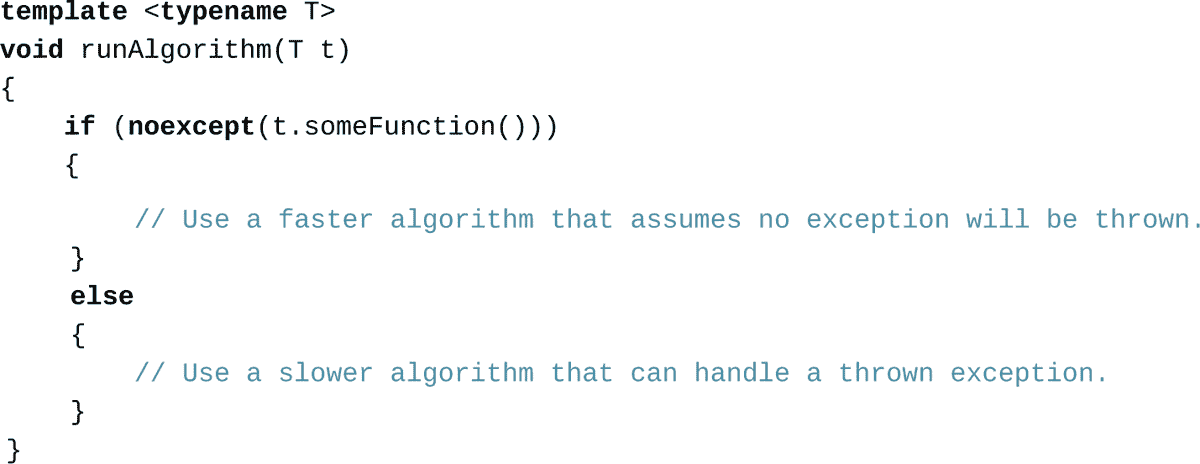 template <typename T>
void runAlgorithm(T t)
{
    if (noexcept(t.someFunction()))
    {
        // Use a faster algorithm that assumes no exception will be thrown.
    }
    else
    {
        // Use a slower algorithm that can handle a thrown exception.
    }
}